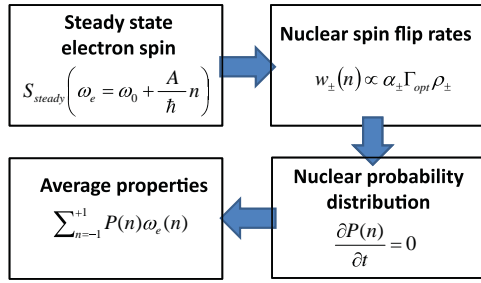 Steady state
electron spin
S_steady(ω_e = ω_0 + A/ħ n)
Nuclear spin flip rates
w_±(n) ∝ α_± Γ_opt ρ_±
Nuclear probability
distribution
∂P(n)/∂t = 0
Average properties
∑_{n=-1}^{+1} P(n)ω_e(n)